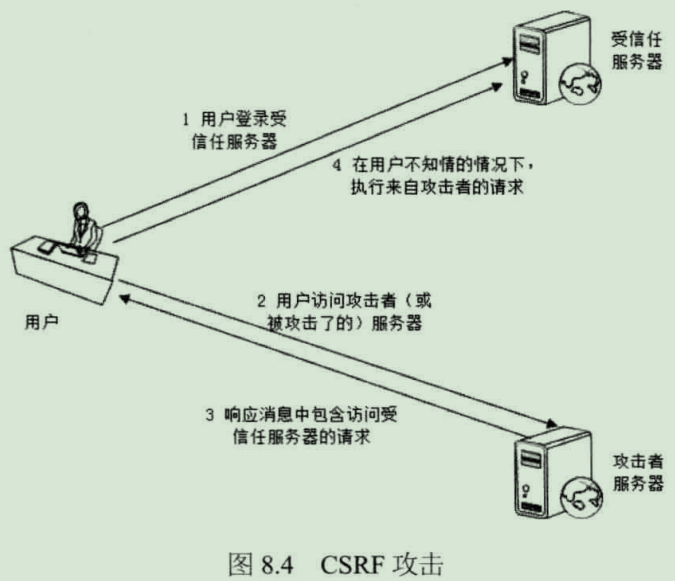 受信任
服务器
1 用户登录受
信任服务器
4 在用户不知情的情况下，
执行来自攻击者的请求
用户
2 用户访问攻击者（或
被攻击了的）服务器
3 响应消息中包含访问受
信任服务器的请求
攻击者
服务器
图 8.4 CSRF 攻击